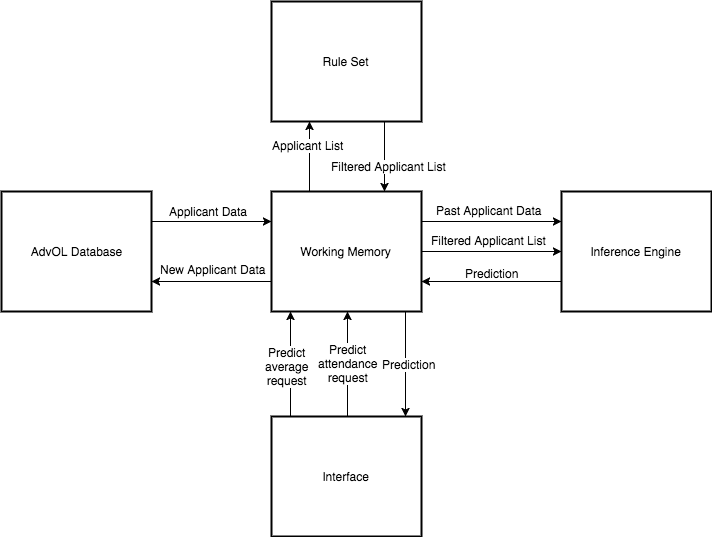 Rule Set
Applicant List
Filtered Applicant List
AdvOL Database
Applicant Data
New Applicant Data
Working Memory
Past Applicant Data
Filtered Applicant List
Prediction
Inference Engine
Predict
average
request
Predict
attendance
request
Prediction
Interface